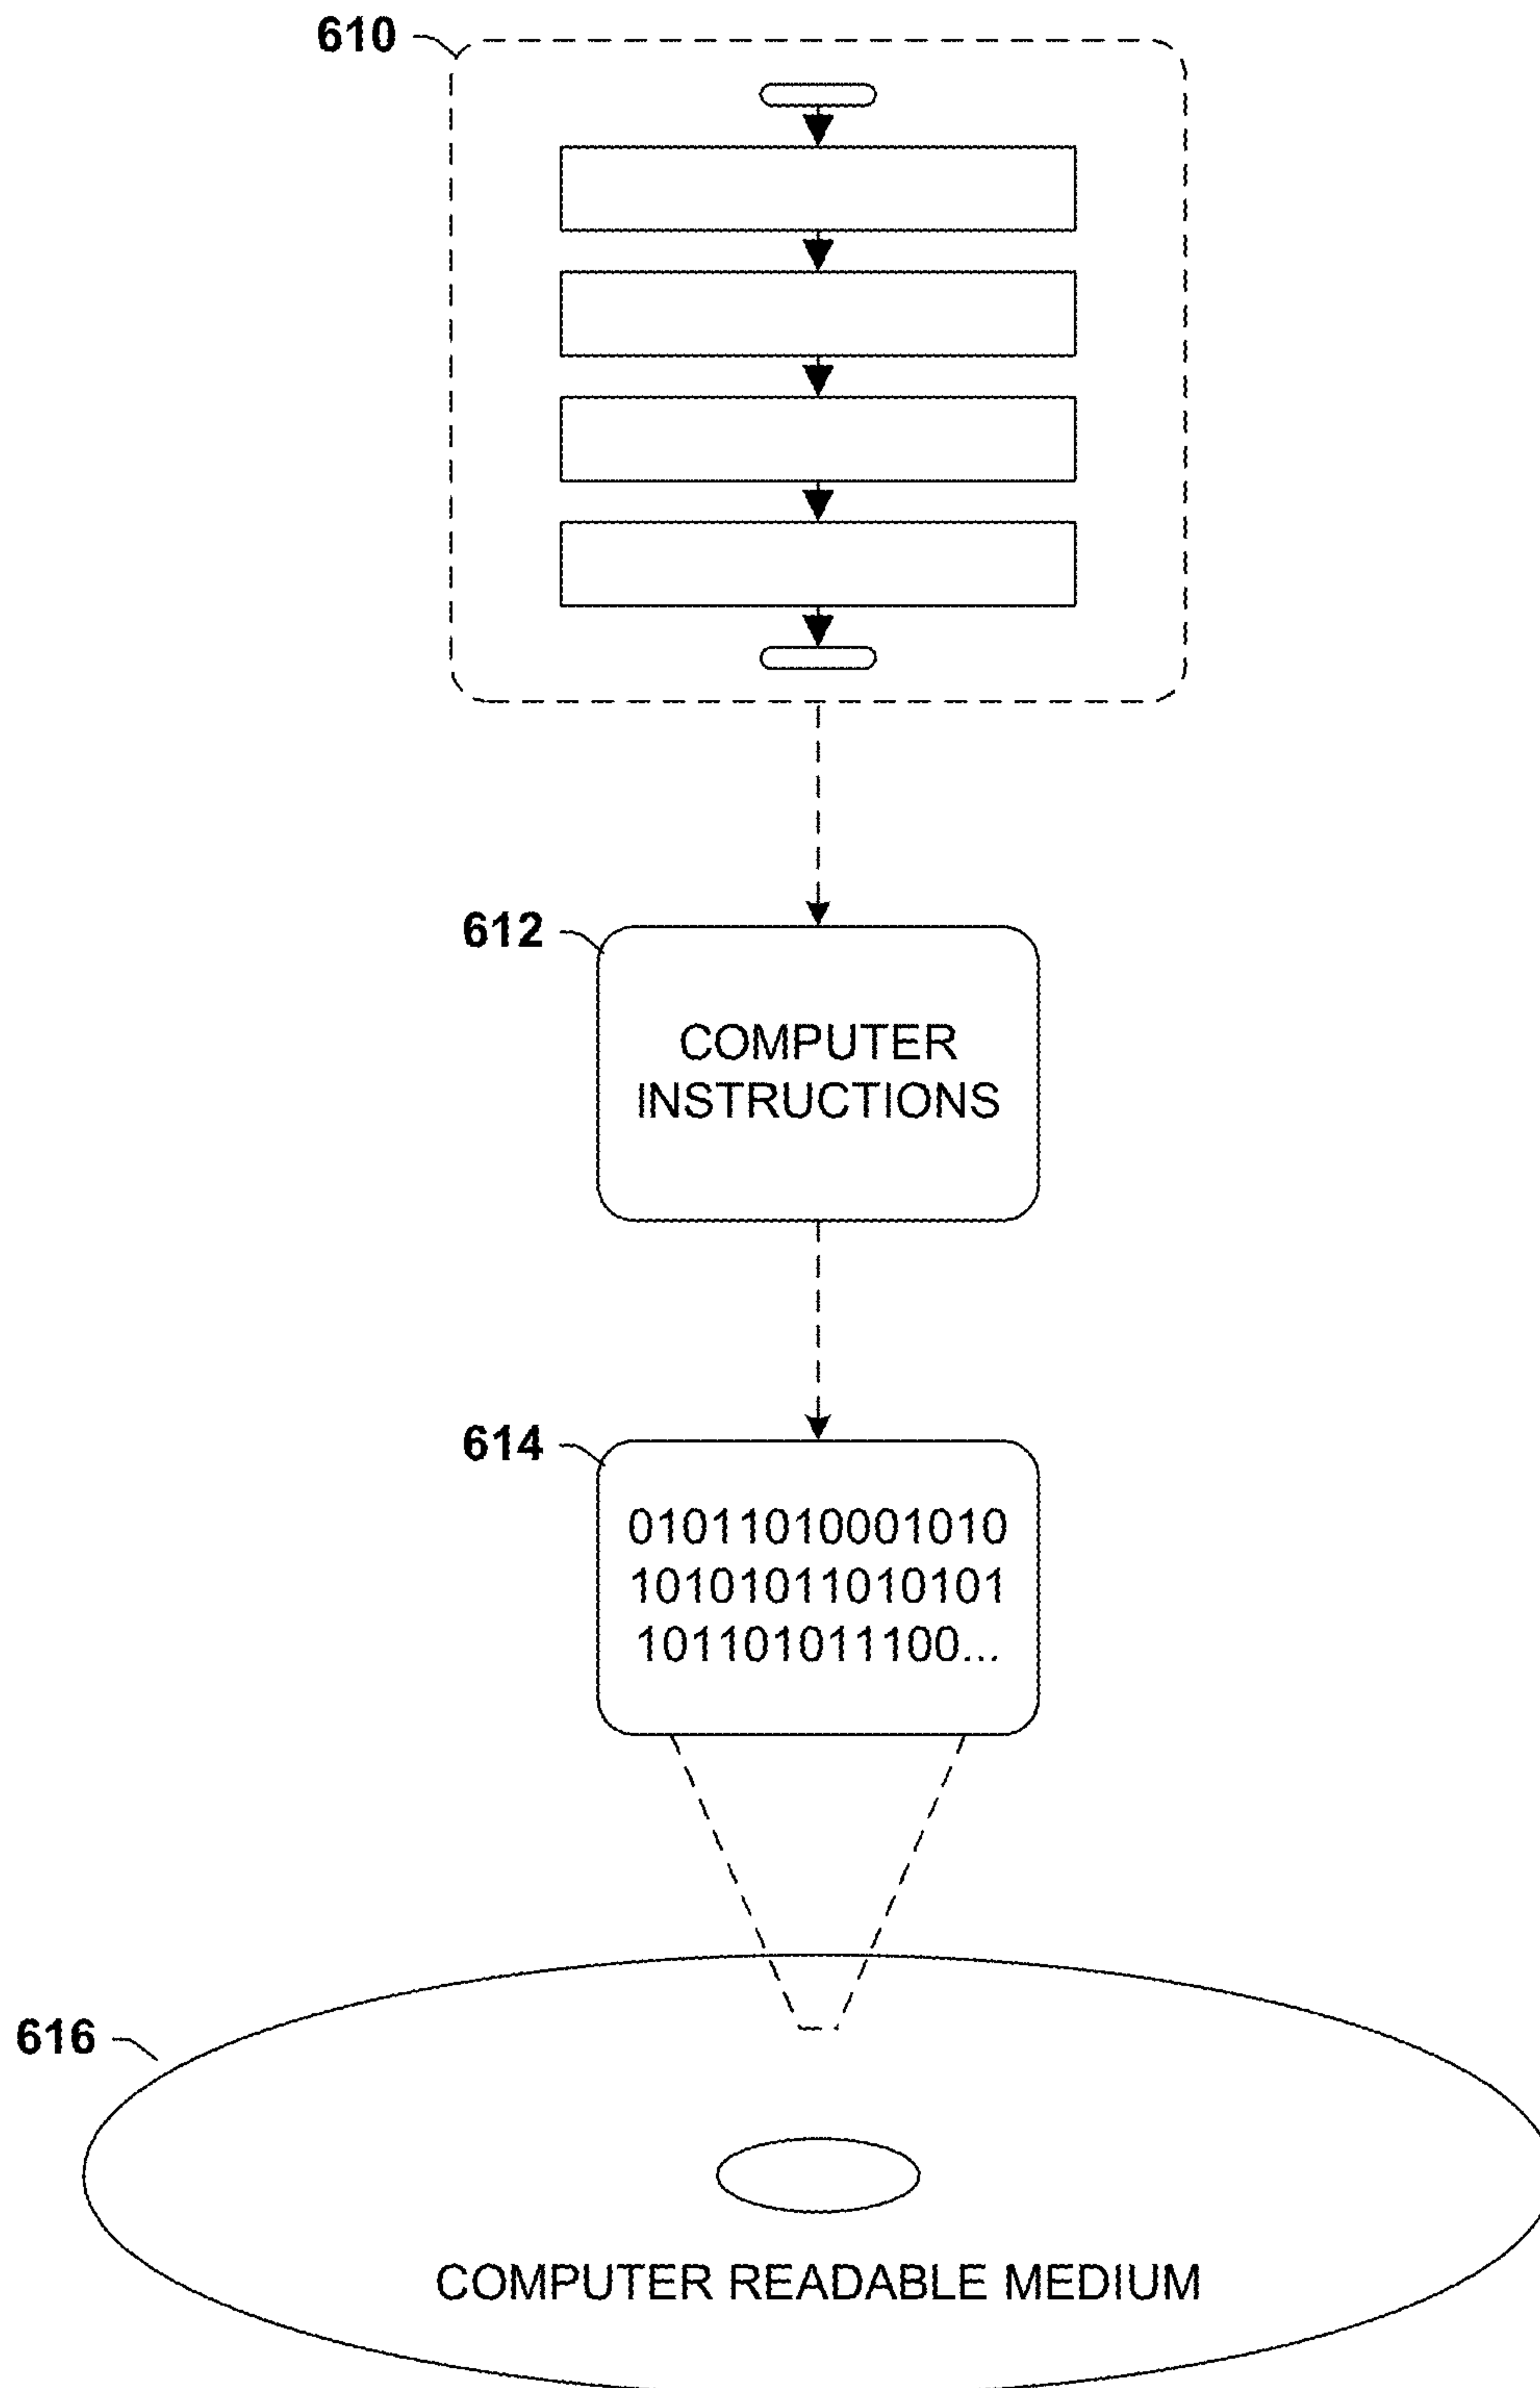 610
612
COMPUTER
INSTRUCTIONS
614
01011010001010
10101011010101
101101011100...
616
COMPUTER READABLE MEDIUM